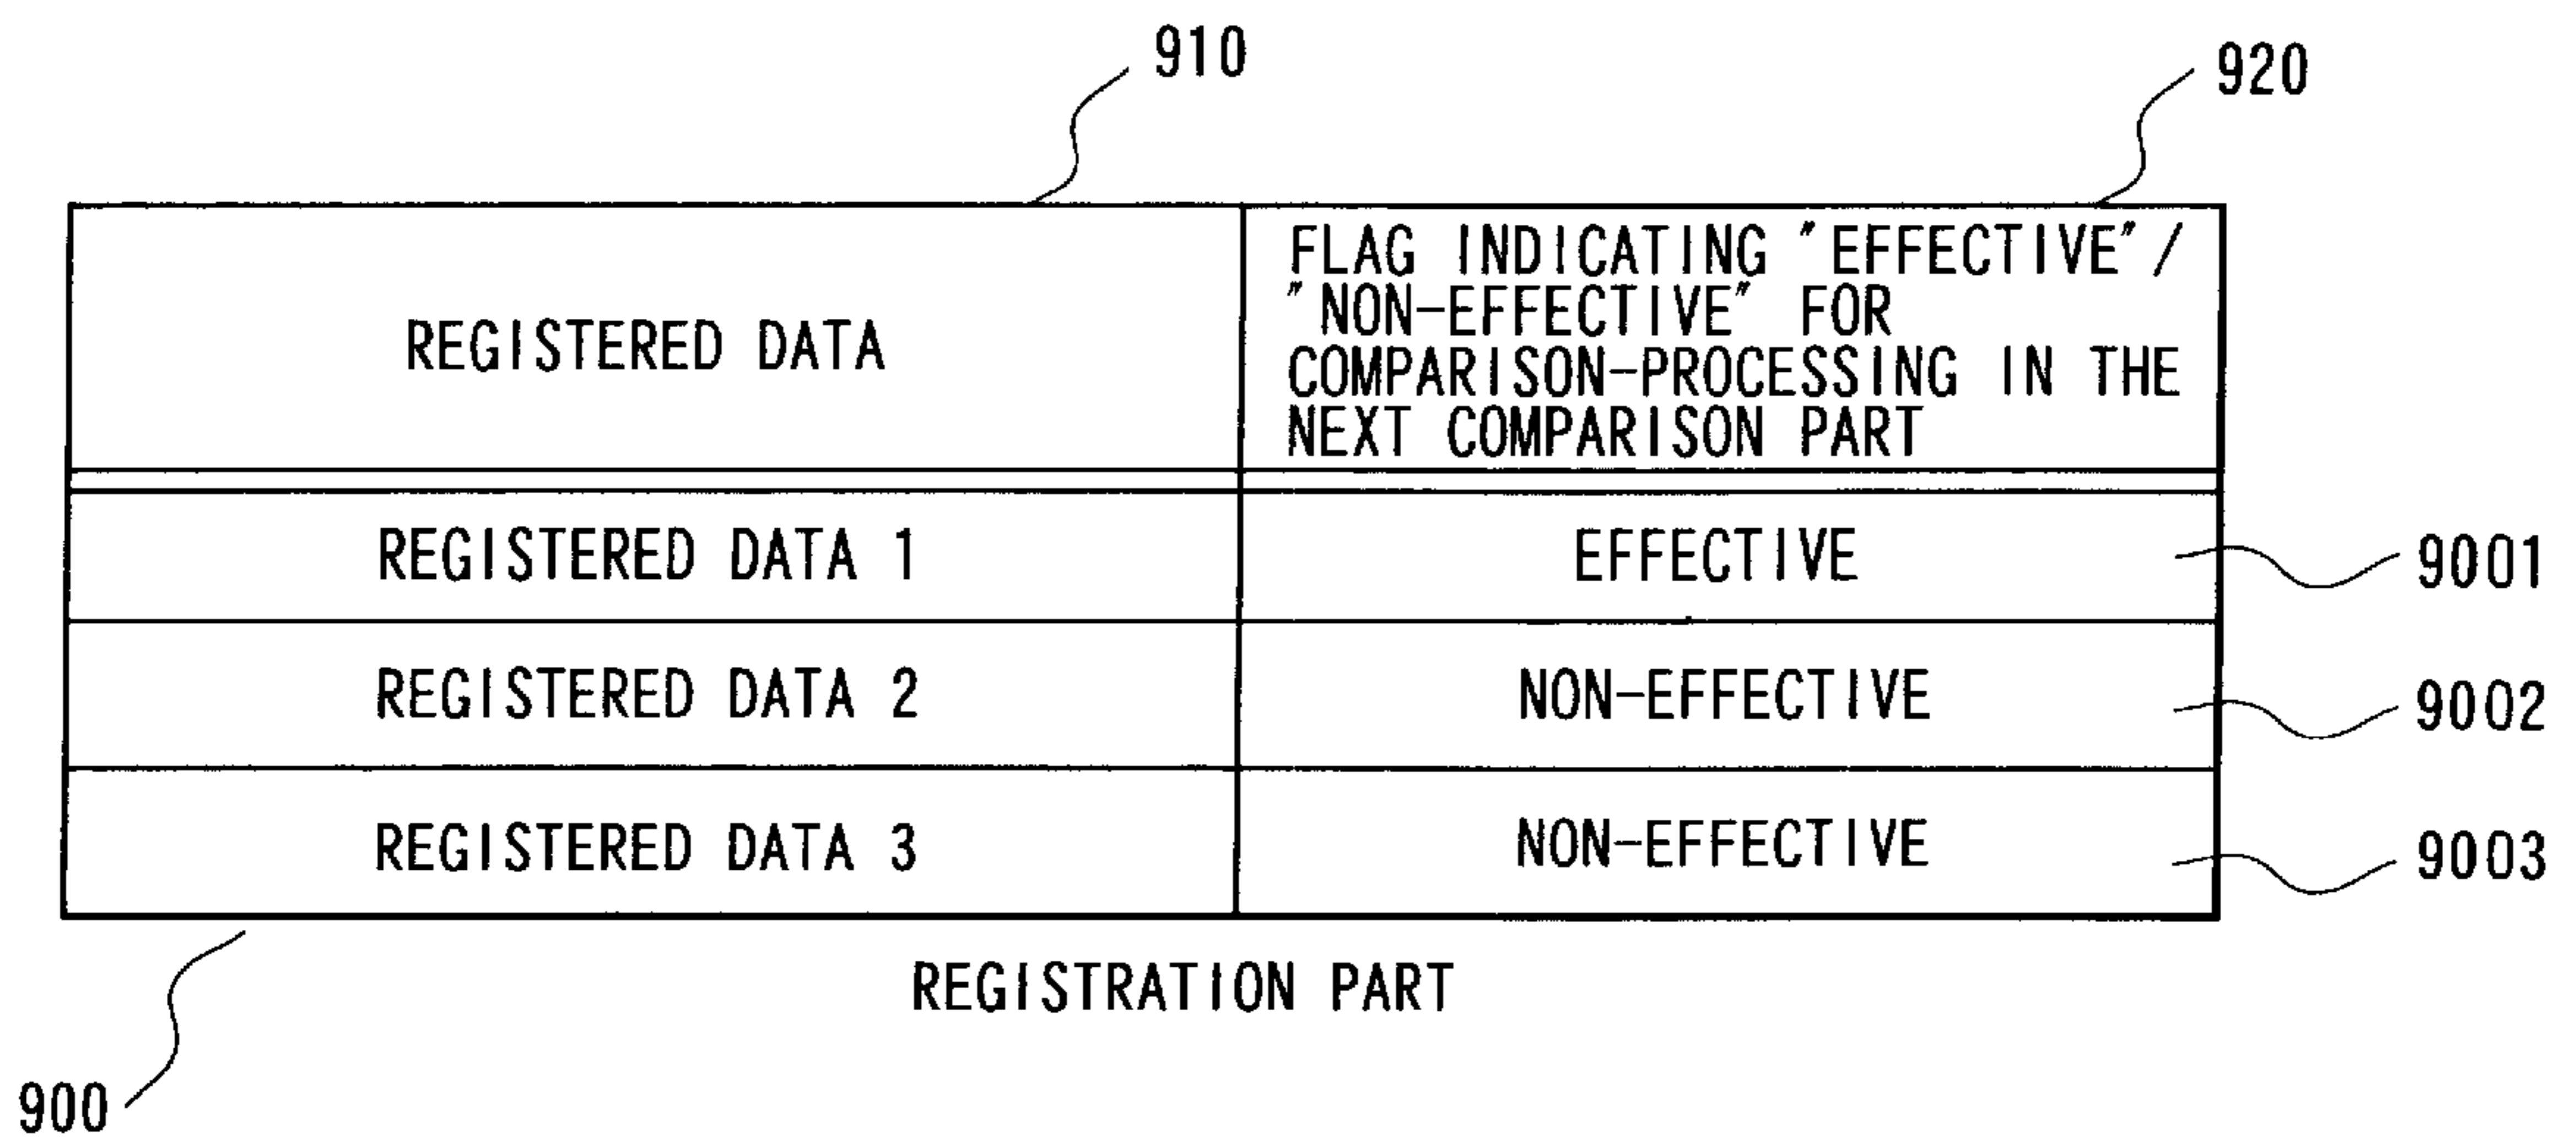 910
920
REGISTERED DATA
FLAG INDICATING "EFFECTIVE"/
"NON-EFFECTIVE" FOR
COMPARISON-PROCESSING IN THE
NEXT COMPARISON PART
REGISTERED DATA 1
EFFECTIVE
9001
REGISTERED DATA 2
NON-EFFECTIVE
9002
REGISTERED DATA 3
NON-EFFECTIVE
9003
REGISTRATION PART
900